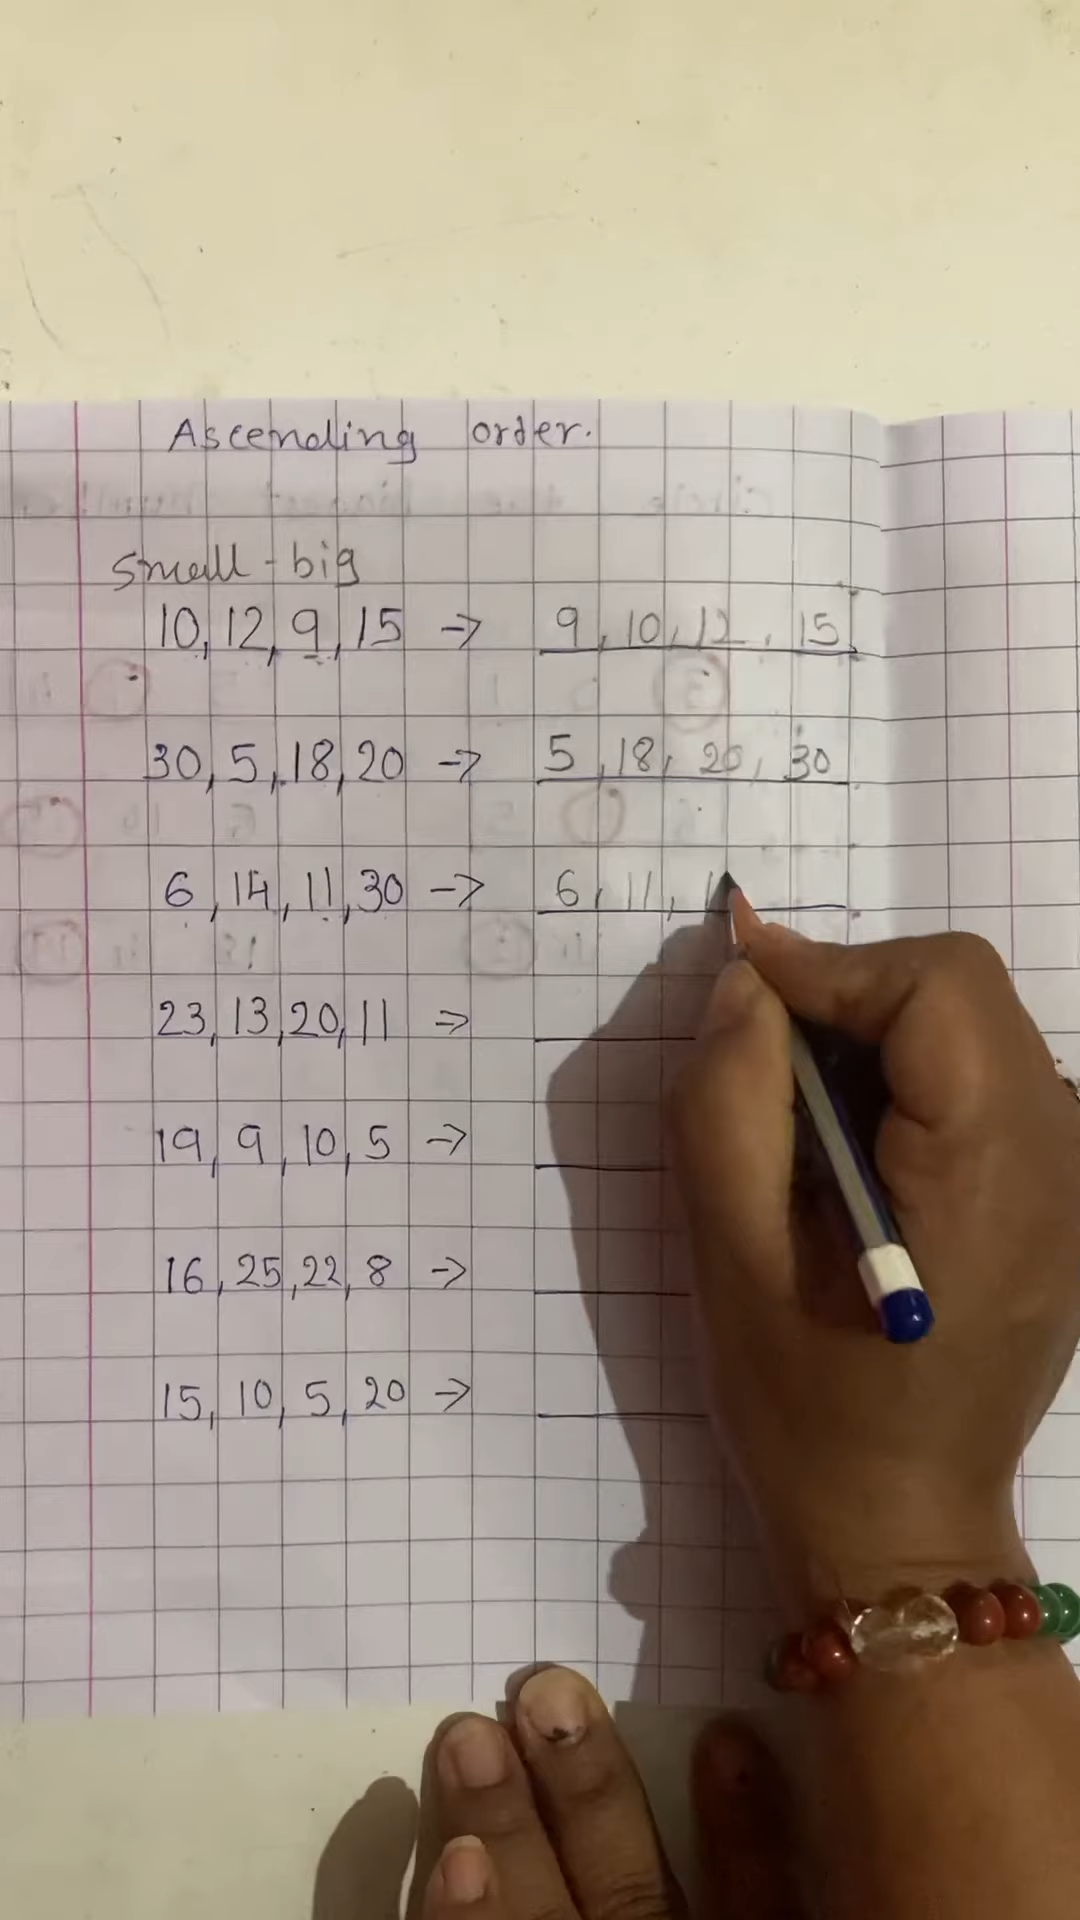 Ascending order.
Small - big
10, 12, 9, 15 → 9, 10, 12, 15
30, 5, 18, 20 → 5, 18, 20, 30
6, 14, 11, 30 → 6, 11, 1
23, 13, 20, 11 →
19, 9, 10, 5 →
16, 25, 22, 8 →
15, 10, 5, 20 →